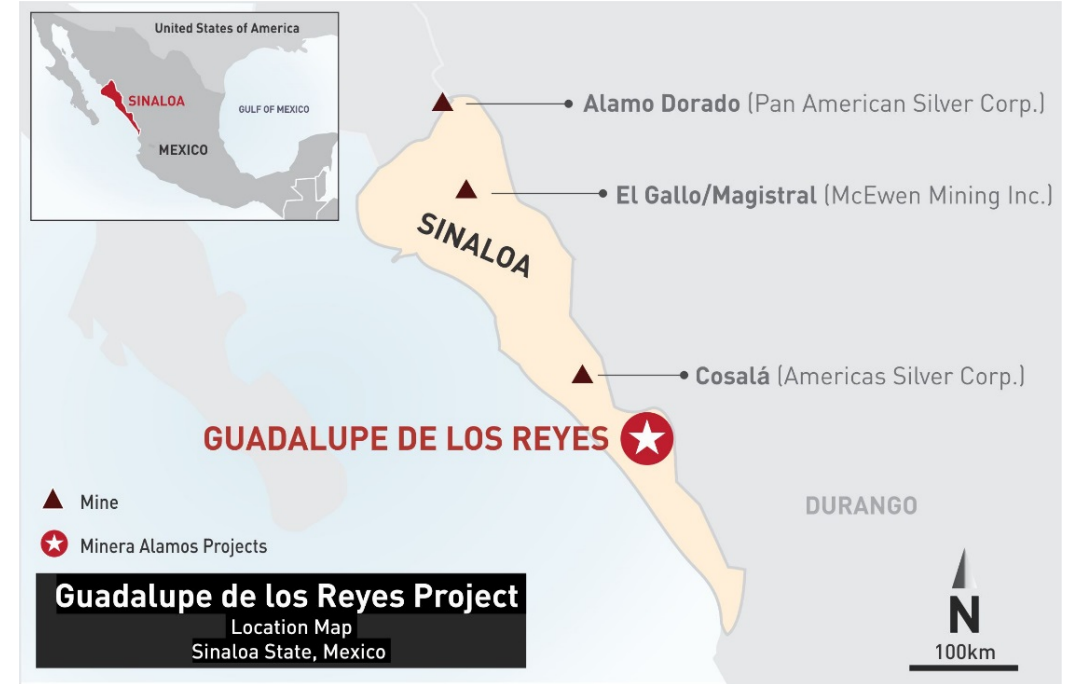 United States of America
SINALOA
GULF OF MEXICO
MEXICO
Alamo Dorado (Pan American Silver Corp.)
El Gallo/Magistral (McEwen Mining Inc.)
SINALOA
Cosalá (Americas Silver Corp.)
GUADALUPE DE LOS REYES
Mine
DURANGO
Minera Alamos Projects
Guadalupe de los Reyes Project
Location Map
Sinaloa State, Mexico
N
100km